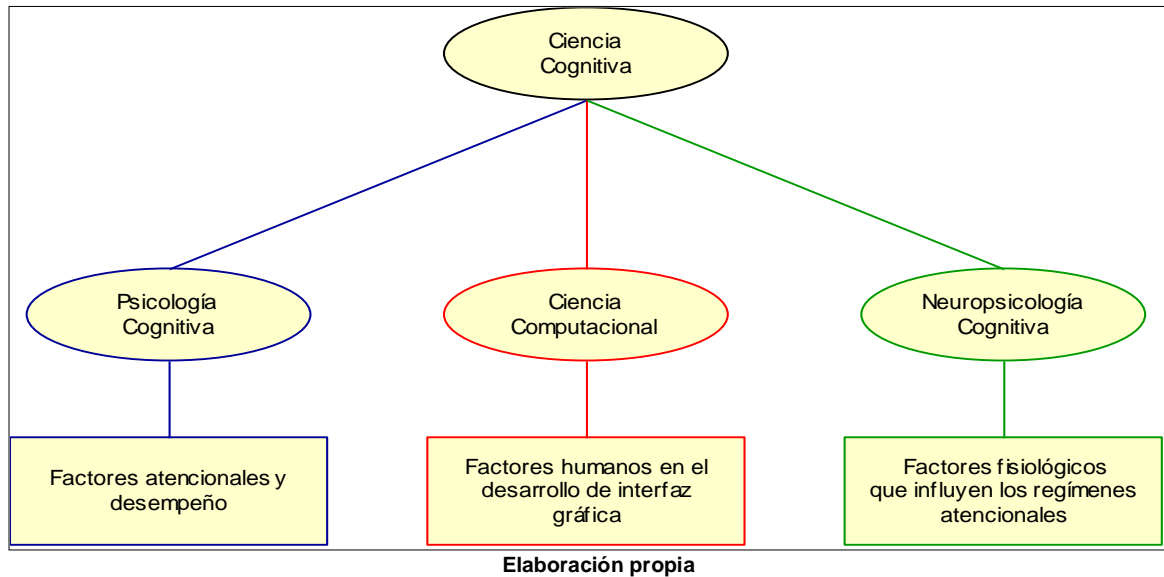 Ciencia
Cognitiva
Psicología
Cognitiva
Ciencia
Computacional
Neuropsicología
Cognitiva
Factores atencionales y
desempeño
Factores humanos en el
desarrollo de interfaz
gráfica
Factores fisiológicos
que influyen los regímenes
atencionales
Elaboración propia